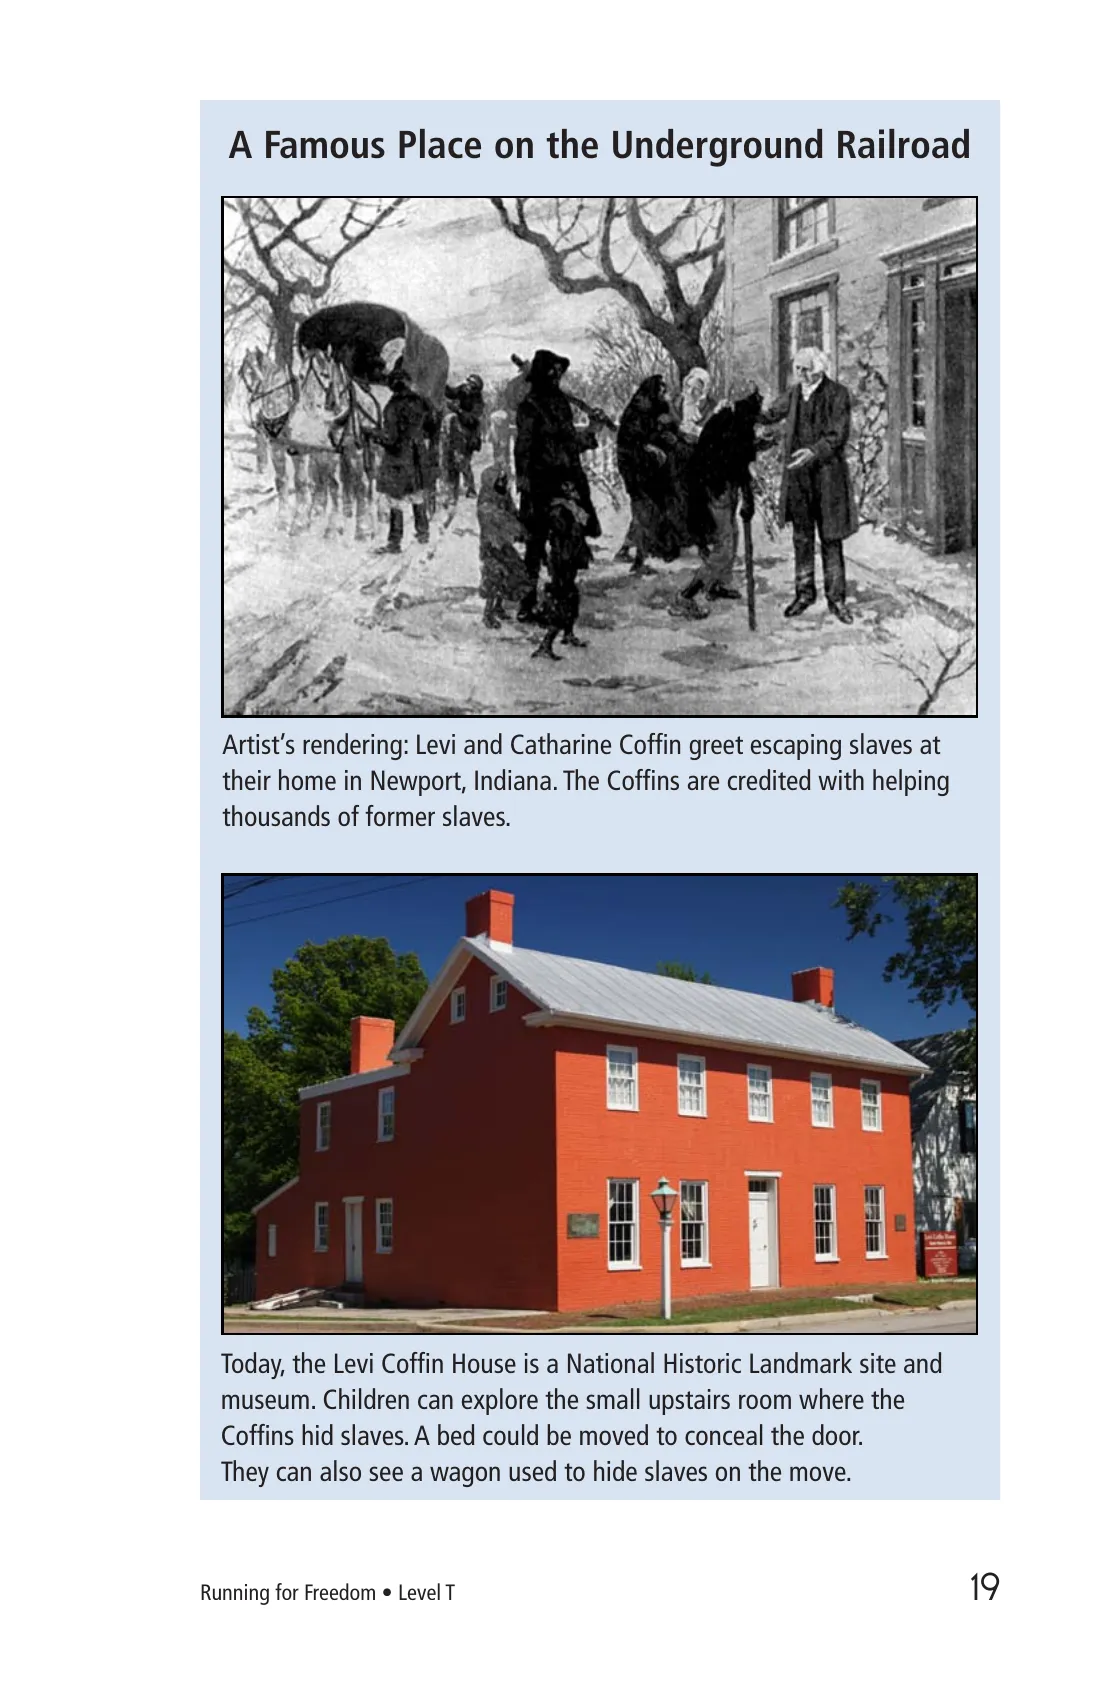 A Famous Place on the Underground Railroad
Artist’s rendering: Levi and Catharine Coffin greet escaping slaves at
their home in Newport, Indiana. The Coffins are credited with helping
thousands of former slaves.
Levi Coffin House
Today, the Levi Coffin House is a National Historic Landmark site and
museum. Children can explore the small upstairs room where the
Coffins hid slaves. A bed could be moved to conceal the door.
They can also see a wagon used to hide slaves on the move.
Running for Freedom • Level T
19